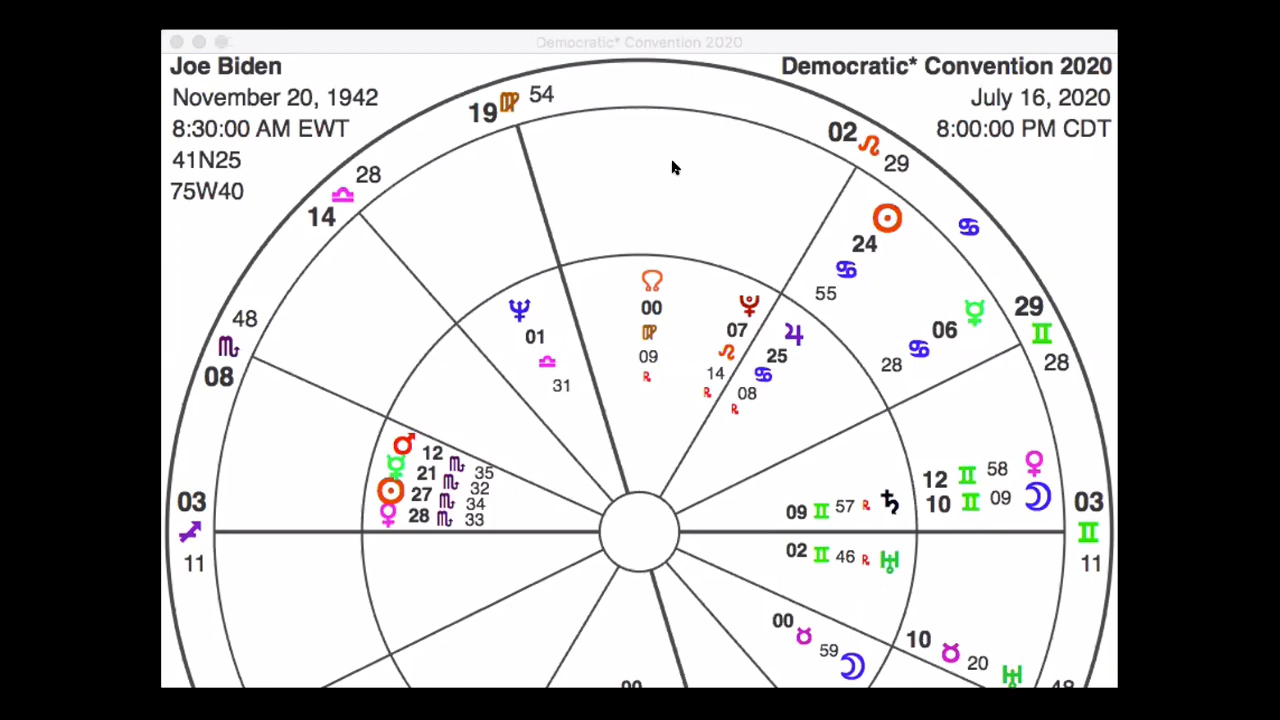 Democratic* Convention 2020
Joe Biden
November 20, 1942
8:30:00 AM EWT
41N25
75W40
Democratic* Convention 2020
July 16, 2020
8:00:00 PM CDT
19 ♍ 54
02 ♌ 29
14 ♎ 28
☉
24
♋
55
♋
☿
06
♋
28
29
♊
28
48
♏
08
♆
01
♎
31
☊
00
♍
09
℞
♇
07
♌
14
℞
♃
25
♋
08
℞
♂ 12 ♏ 35
☿ 21 ♏ 32
☉ 27 ♏ 34
♀ 28 ♏ 33
03
♐
11
12 ♊ 58 ♀
10 ♊ 09 ☽
09 ♊ 57 ℞ ♄
03
♊
11
02 ♊ 46 ℞ ♅
00 ♉ 59 ☽
10 ♉ 20 ♅